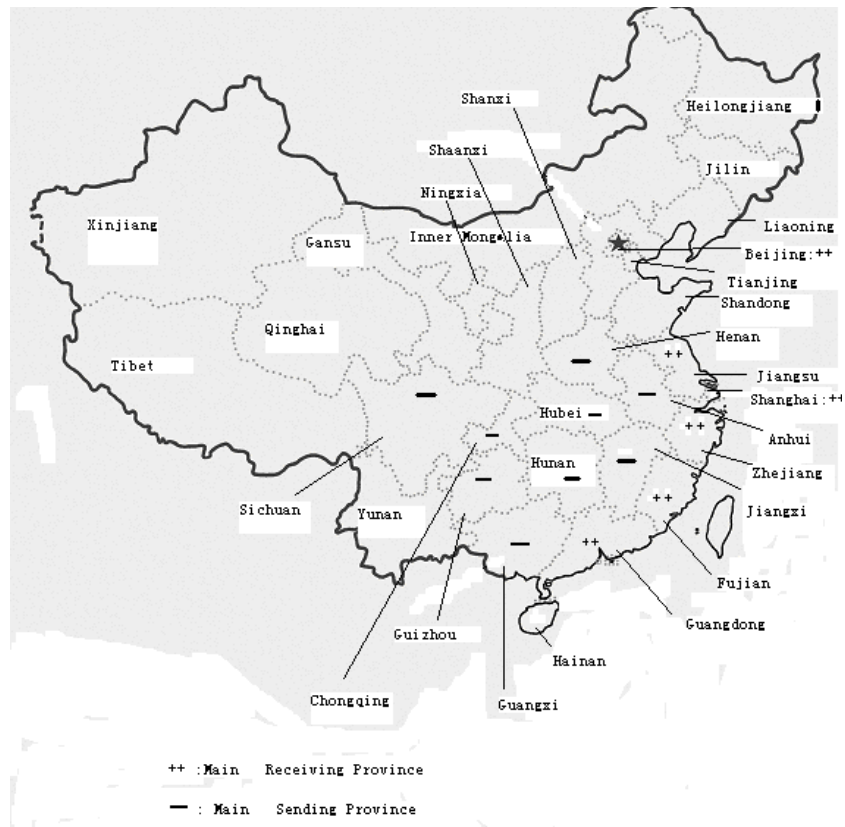 Shanxi
Heilongjiang
Shaanxi
Jilin
Ningxia
Xinjiang
Liaoning
Gansu
Inner Mongolia
Beijing:++
Tianjing
Shandong
Qinghai
Henan
++
Tibet
Jiangsu
Shanghai:++
Hubei
++
Anhui
Hunan
Zhejiang
++
Sichuan
Yunan
Jiangxi
++
Fujian
Guangdong
Guizhou
Hainan
Chongqing
Guangxi
++ :Main Receiving Province
— : Main Sending Province